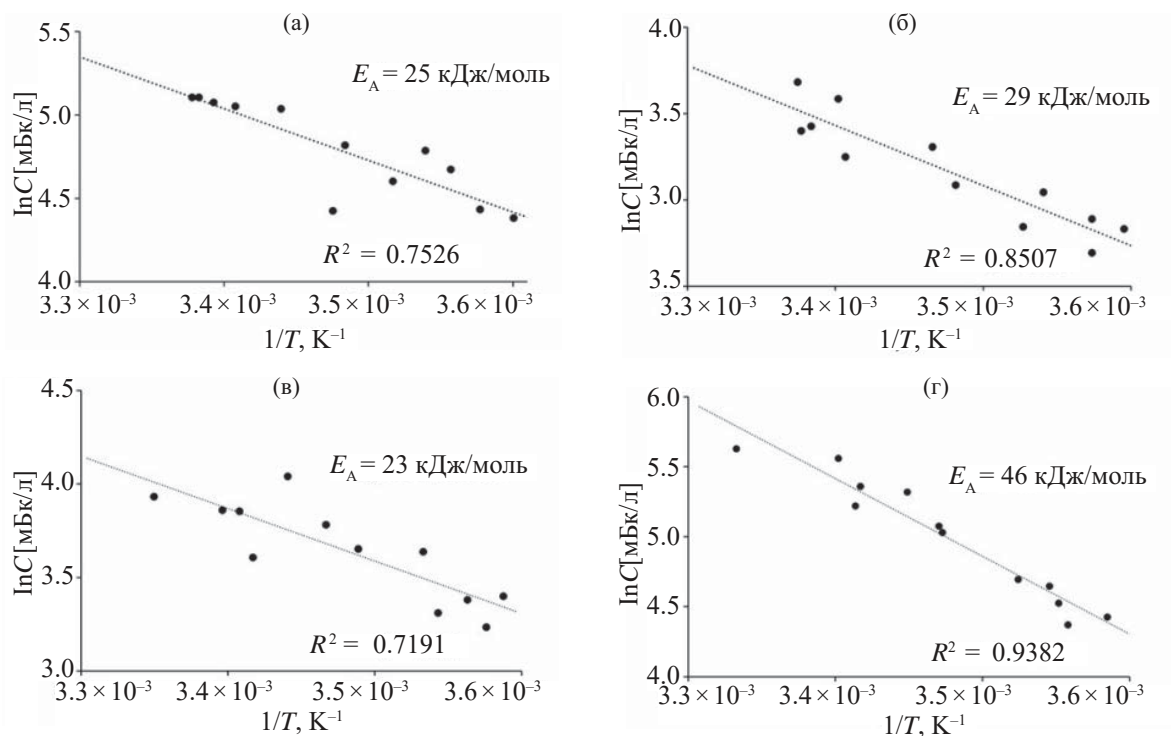 (а)
5.5
5.0
4.5
4.0
lnC[мБк/л]
E_A = 25 кДж/моль
R² = 0.7526
3.3 × 10⁻³ 3.4 × 10⁻³ 3.5 × 10⁻³ 3.6 × 10⁻³
1/T, K⁻¹
(б)
4.0
3.5
3.0
3.5
lnC[мБк/л]
E_A = 29 кДж/моль
R² = 0.8507
3.3 × 10⁻³ 3.4 × 10⁻³ 3.5 × 10⁻³ 3.6 × 10⁻³
1/T, K⁻¹
(в)
4.5
4.0
3.5
3.0
lnC[мБк/л]
E_A = 23 кДж/моль
R² = 0.7191
3.3 × 10⁻³ 3.4 × 10⁻³ 3.5 × 10⁻³ 3.6 × 10⁻³
1/T, K⁻¹
(г)
6.0
5.5
5.0
4.5
4.0
lnC[мБк/л]
E_A = 46 кДж/моль
R² = 0.9382
3.3 × 10⁻³ 3.4 × 10⁻³ 3.5 × 10⁻³ 3.6 × 10⁻³
1/T, K⁻¹